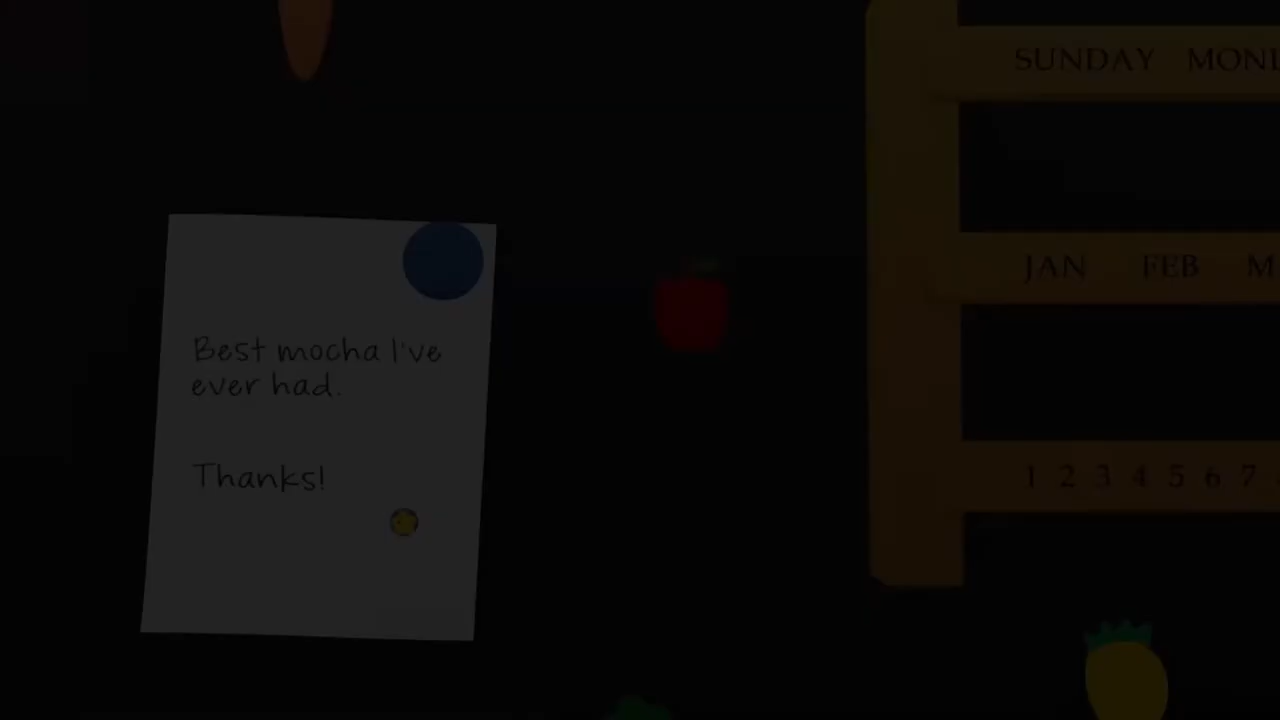 SUNDAY
JAN FEB
1 2 3 4 5 6 7
Best mocha I've
ever had.
Thanks!